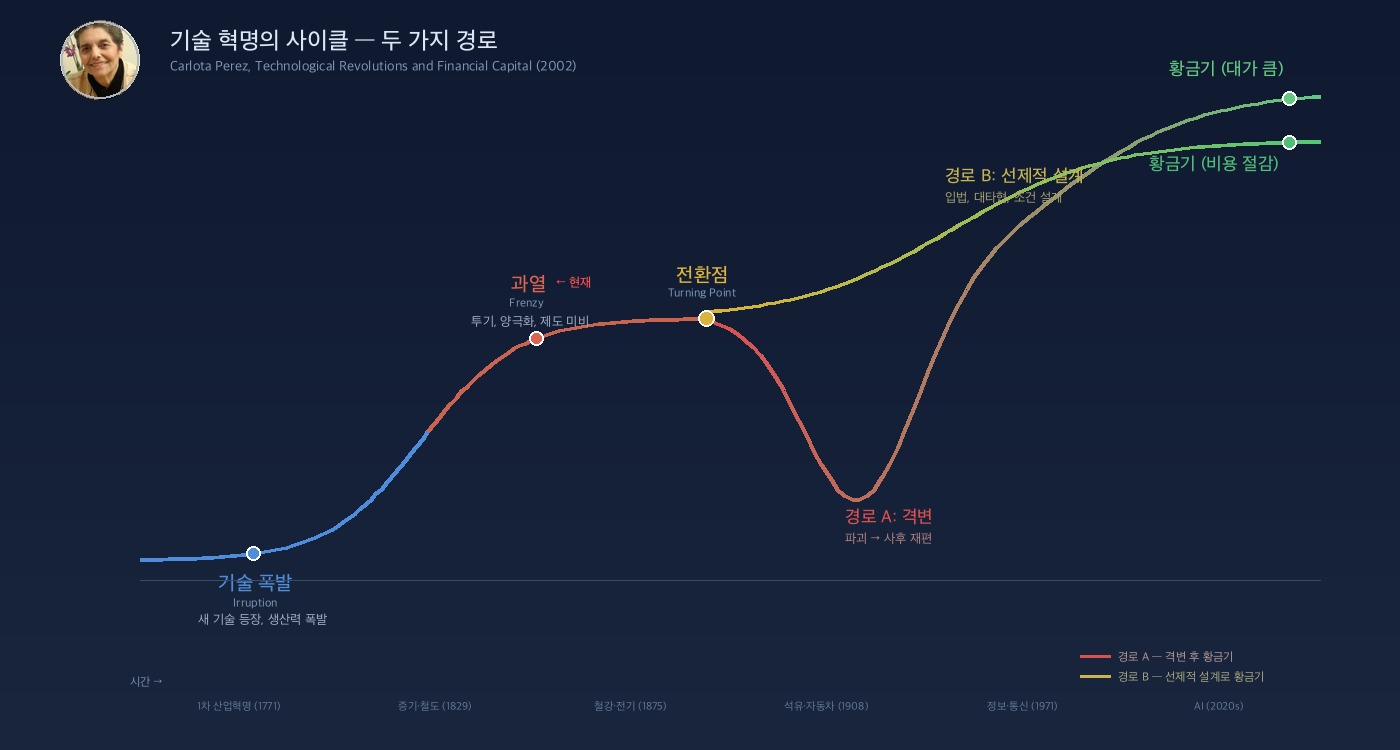 기술 혁명의 사이클 — 두 가지 경로
Carlota Perez, Technological Revolutions and Financial Capital (2002)
황금기 (대가 큼)
황금기 (비용 절감)
경로 B: 선제적 설계
입법, 대타협, 조건 설계
전환점
Turning Point
과열 ← 현재
Frenzy
투기, 양극화, 제도 미비
경로 A: 격변
파괴 → 사후 재편
기술 폭발
Irruption
새 기술 등장, 생산력 폭발
경로 A — 격변 후 황금기
경로 B — 선제적 설계로 황금기
시간 →
1차 산업혁명 (1771)
증기·철도 (1829)
철강·전기 (1875)
석유·자동차 (1908)
정보·통신 (1971)
AI (2020s)